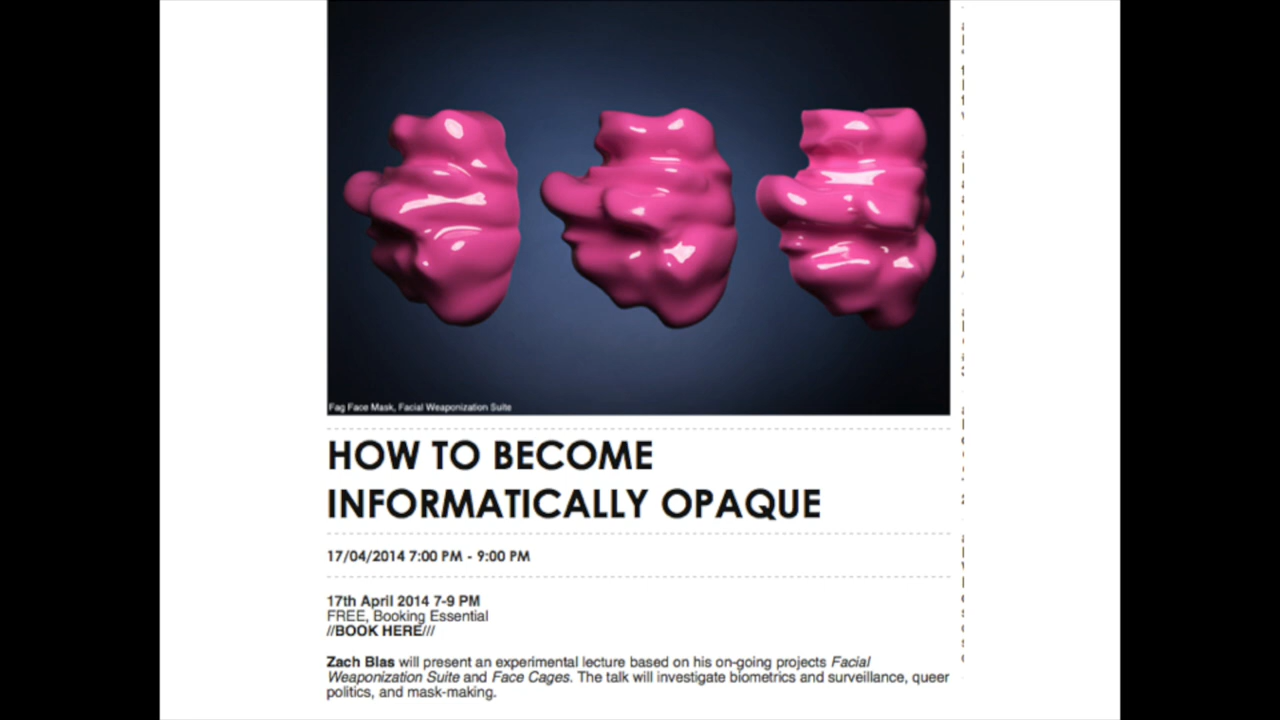 Fag Face Mask, Facial Weaponization Suite
HOW TO BECOME
INFORMATICALLY OPAQUE
17/04/2014 7:00 PM - 9:00 PM
17th April 2014 7-9 PM
FREE, Booking Essential
//BOOK HERE///
Zach Blas will present an experimental lecture based on his on-going projects Facial
Weaponization Suite and Face Cages. The talk will investigate biometrics and surveillance, queer
politics, and mask-making.